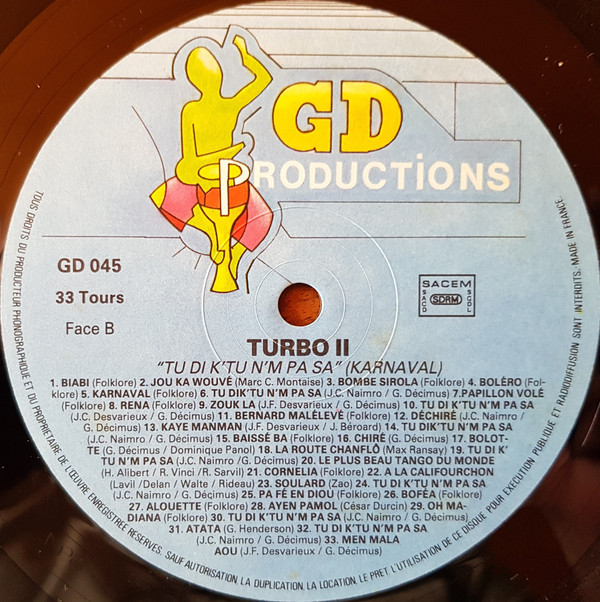 GD
PRODUCTIONS
GD 045
33 Tours
Face B
SACEM
SACD
SDRM
SGDL
TURBO II
"TU DI K'TU N'M PA SA" (KARNAVAL)
1. BIABI (Folklore) 2. JOU KA WOUVÉ (Marc C. Montaise) 3. BOMBE SIROLA (Folklore) 4. BOLÉRO (Fol-
klore) 5. KARNAVAL (Folklore) 6. TU DIK'TU N'M PA SA (J.C. Naimro / G. Décimus) 7.PAPILLON VOLÉ
(Folklore) 8. RENA (Folklore) 9. ZOUK LA (J.F. Desvarieux / G. Décimus) 10. TU DI K'TU N'M PA SA
(J.C. Desvarieux / G. Décimus) 11. BERNARD MALÉLEVÉ (Folklore) 12. DÉCHIRÉ (J.C. Naimro /
G. Décimus) 13. KAYE MANMAN (J.F. Desvarieux / J. Béroard) 14. TU DIK'TU N'M PA SA
(J.C. Naimro / G. Décimus) 15. BAISSÉ BA (Folklore) 16. CHIRÉ (G. Décimus) 17. BOLOT-
TE (G. Décimus / Dominique Panol) 18. LA ROUTE CHANFLÔ (Max Ransay) 19. TU DI K'
TU N'M PA SA (J.C. Naimro / G. Décimus) 20. LE PLUS BEAU TANGO DU MONDE
(H. Alibert / R. Vinci / R. Sarvil) 21. CORNELIA (Folklore) 22. A LA CALIFOURCHON
(Lavil /Delan / Walte / Rideau) 23. SOULARD (Zao) 24. TU DI K'TU N'M PA SA
(J.C. Naimro / G. Décimus) 25. PA FÉ EN DIOU (Folklore) 26. BOFÉA (Folklore)
27. ALOUETTE (Folklore) 28. AYEN PAMOL (César Durcin) 29. OH MA-
DIANA (Folklore) 30. TU DI K'TU N'M PA SA (J.C. Naimro / G. Décimus)
31. ATATA (G. Henderson) 32. TU DI K'TU N'M PA SA
(J.C. Naimro / G. Décimus) 33. MEN MALA
AOU (J.F. Desvarieux / G. Décimus)
TOUS DROITS DU PRODUCTEUR PHONOGRAPHIQUE ET DU PROPRIETAIRE DE L'ŒUVRE ENREGISTREE RESERVES. SAUF AUTORISATION, LA DUPLICATION, LA LOCATION, LE PRET, L'UTILISATION DE CE DISQUE POUR EXECUTION PUBLIQUE ET RADIODIFFUSION SONT INTERDITS. MADE IN FRANCE.